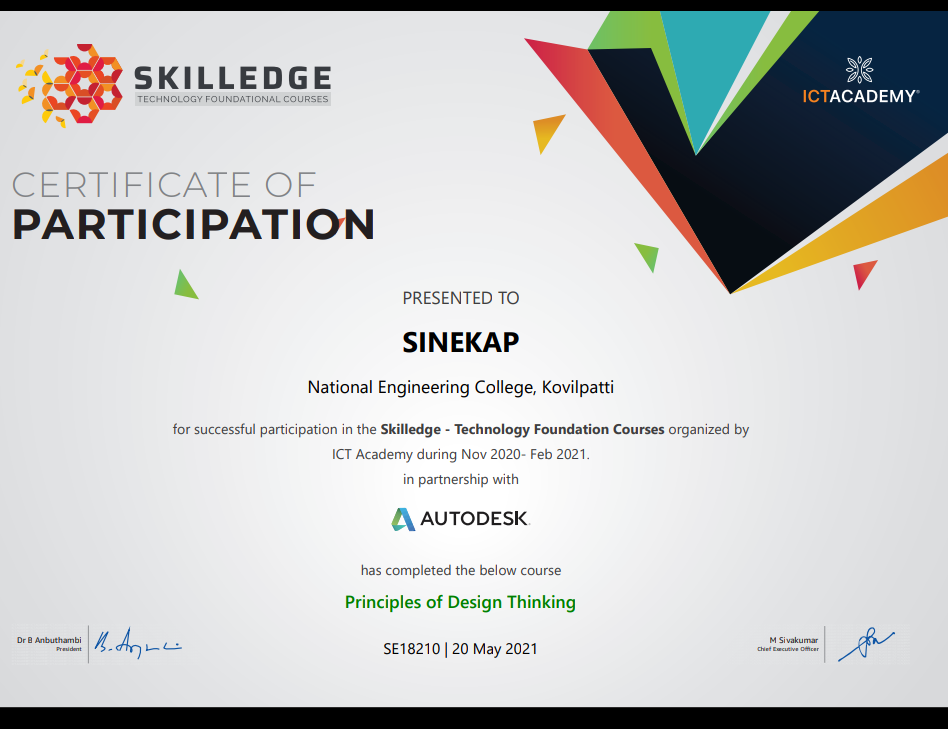 SKILLEDGE
TECHNOLOGY FOUNDATIONAL COURSES
ICTACADEMY®
CERTIFICATE OF
PARTICIPATION
PRESENTED TO
SINEKAP
National Engineering College, Kovilpatti
for successful participation in the Skilledge - Technology Foundation Courses organized by
ICT Academy during Nov 2020- Feb 2021.
in partnership with
AUTODESK.
has completed the below course
Principles of Design Thinking
Dr B Anbuthambi
President
SE18210 | 20 May 2021
M Sivakumar
Chief Executive Officer